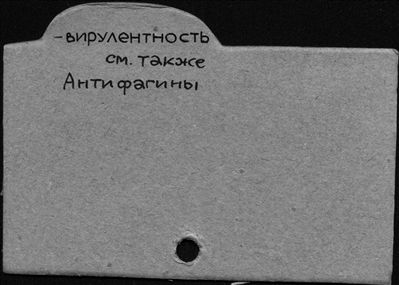 -вирулентность
см. также
Антифагины